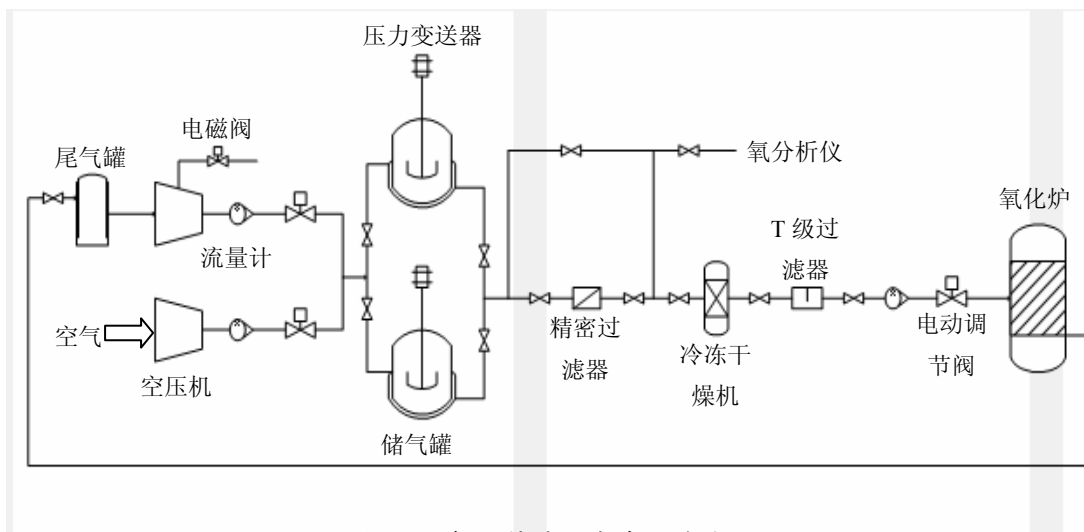 压力变送器
电磁阀
尾气罐
氧分析仪
氧化炉
T 级过
滤器
流量计
空气
精密过
滤器
冷冻干
燥机
电动调
节阀
空压机
储气罐